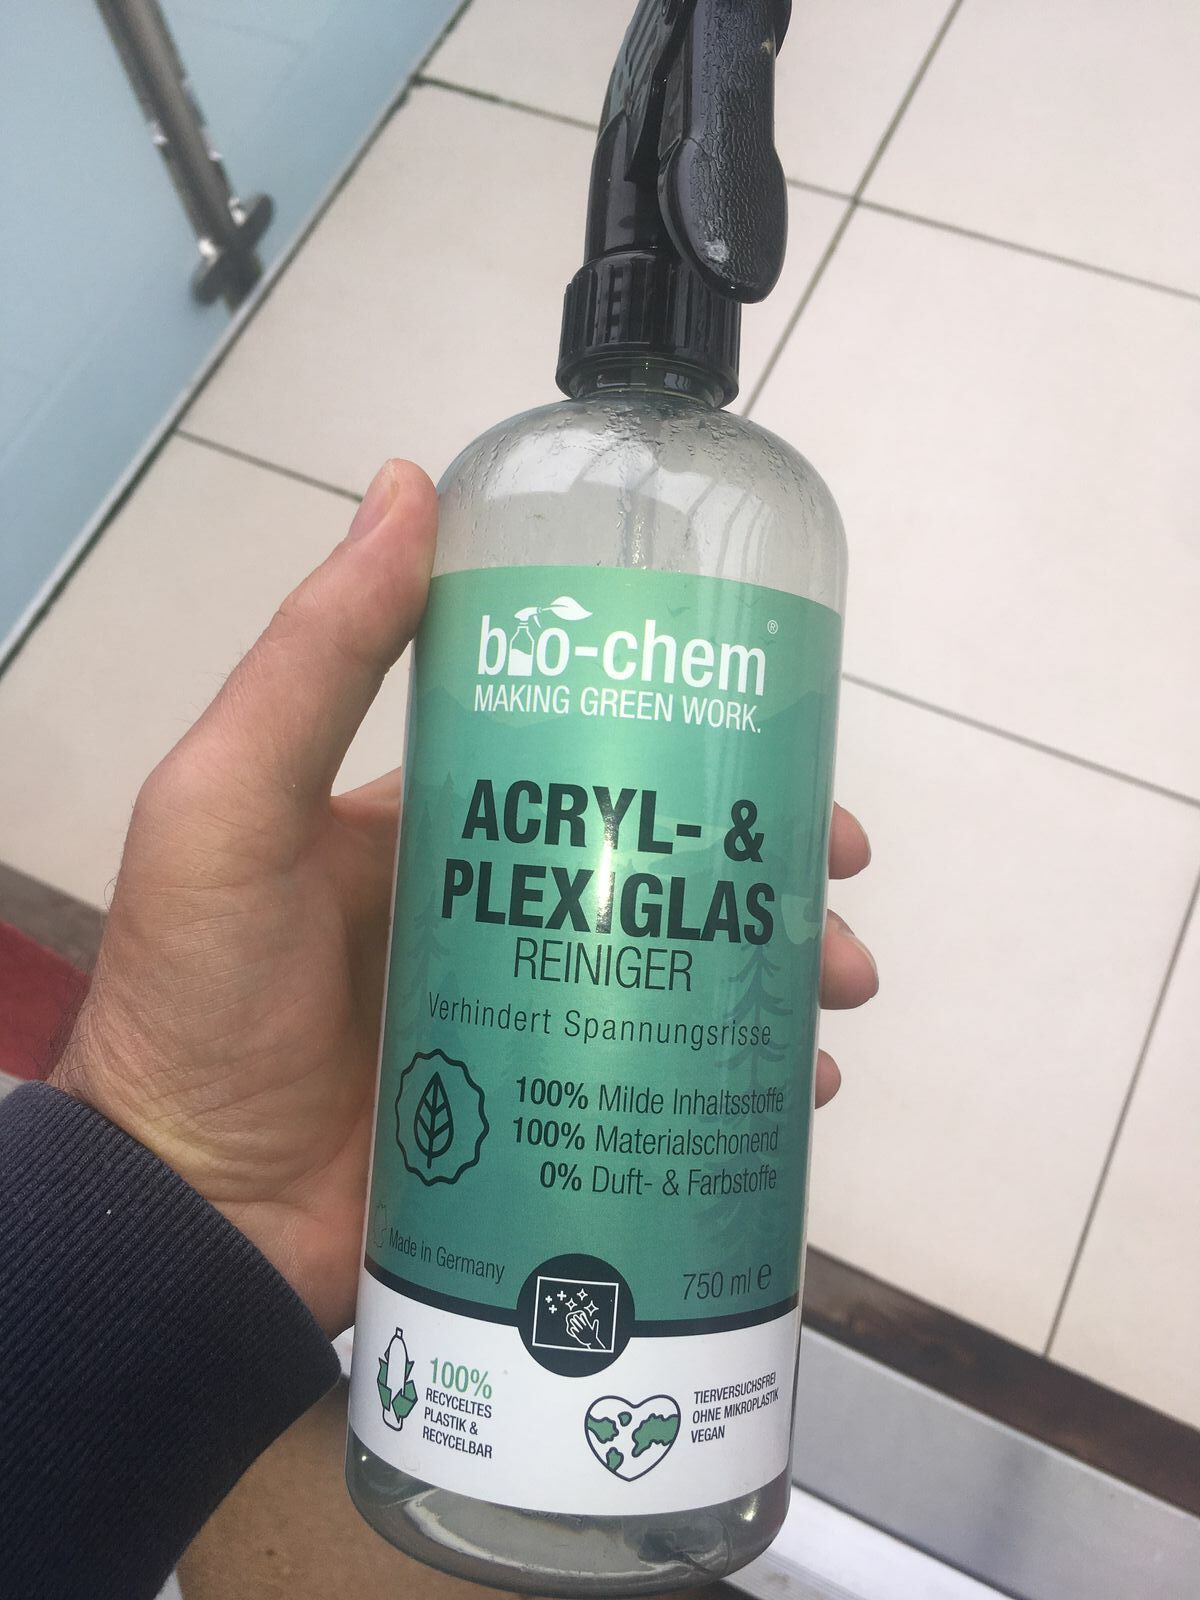 bio-chem®
MAKING GREEN WORK.
ACRYL- &
PLEXIGLAS
REINIGER
Verhindert Spannungsrisse
100% Milde Inhaltsstoffe
100% Materialschonend
0% Duft- & Farbstoffe
Made in Germany
750 ml ℮
100%
RECYCELTES
PLASTIK &
RECYCELBAR
TIERVERSUCHSFREI
OHNE MIKROPLASTIK
VEGAN